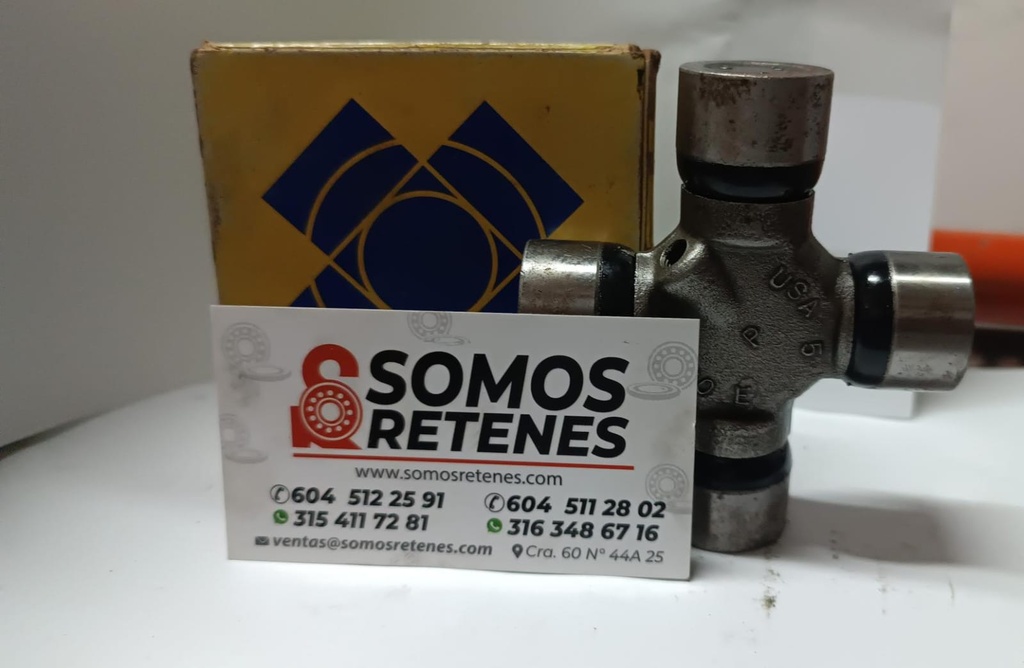 USA
P 5
O E
SOMOS
RETENES
www.somosretenes.com
604 512 25 91
604 511 28 02
315 411 72 81
316 348 67 16
ventas@somosretenes.com
Cra. 60 N° 44A 25